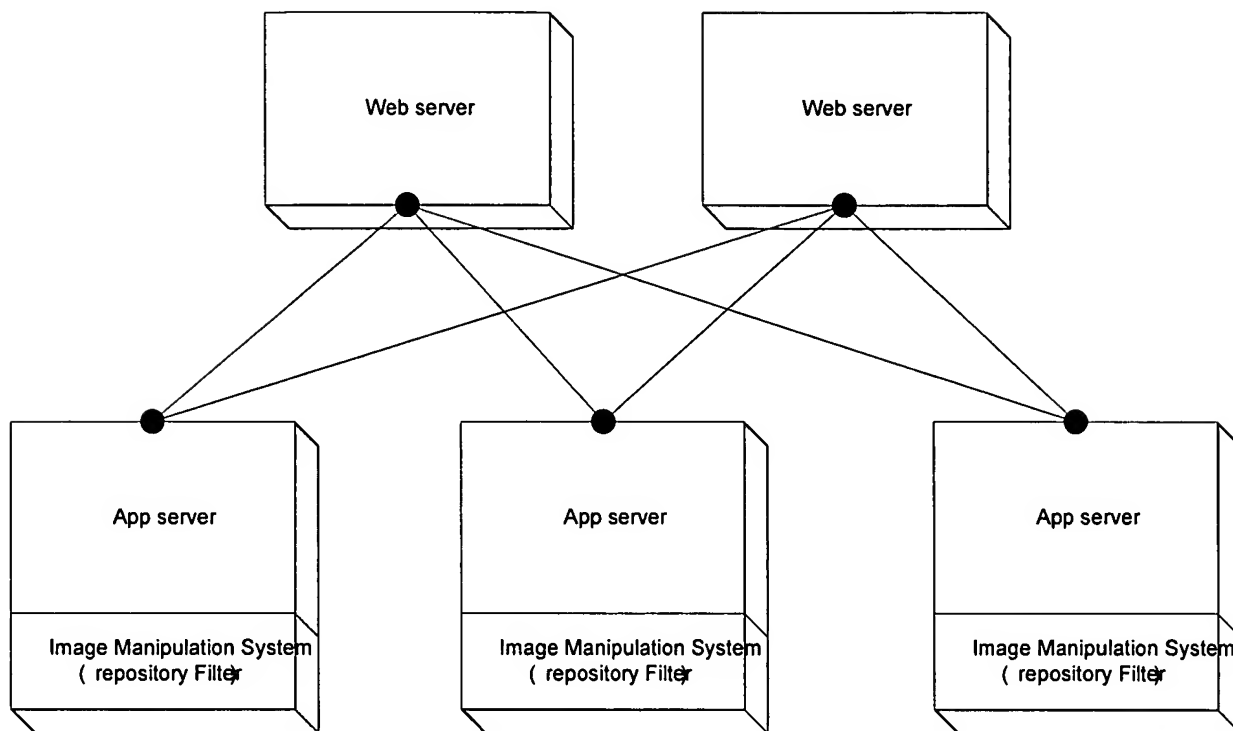 Web server
Web server
App server
App server
App server
Image Manipulation System
( repository Filter)
Image Manipulation System
( repository Filter)
Image Manipulation System
( repository Filter)